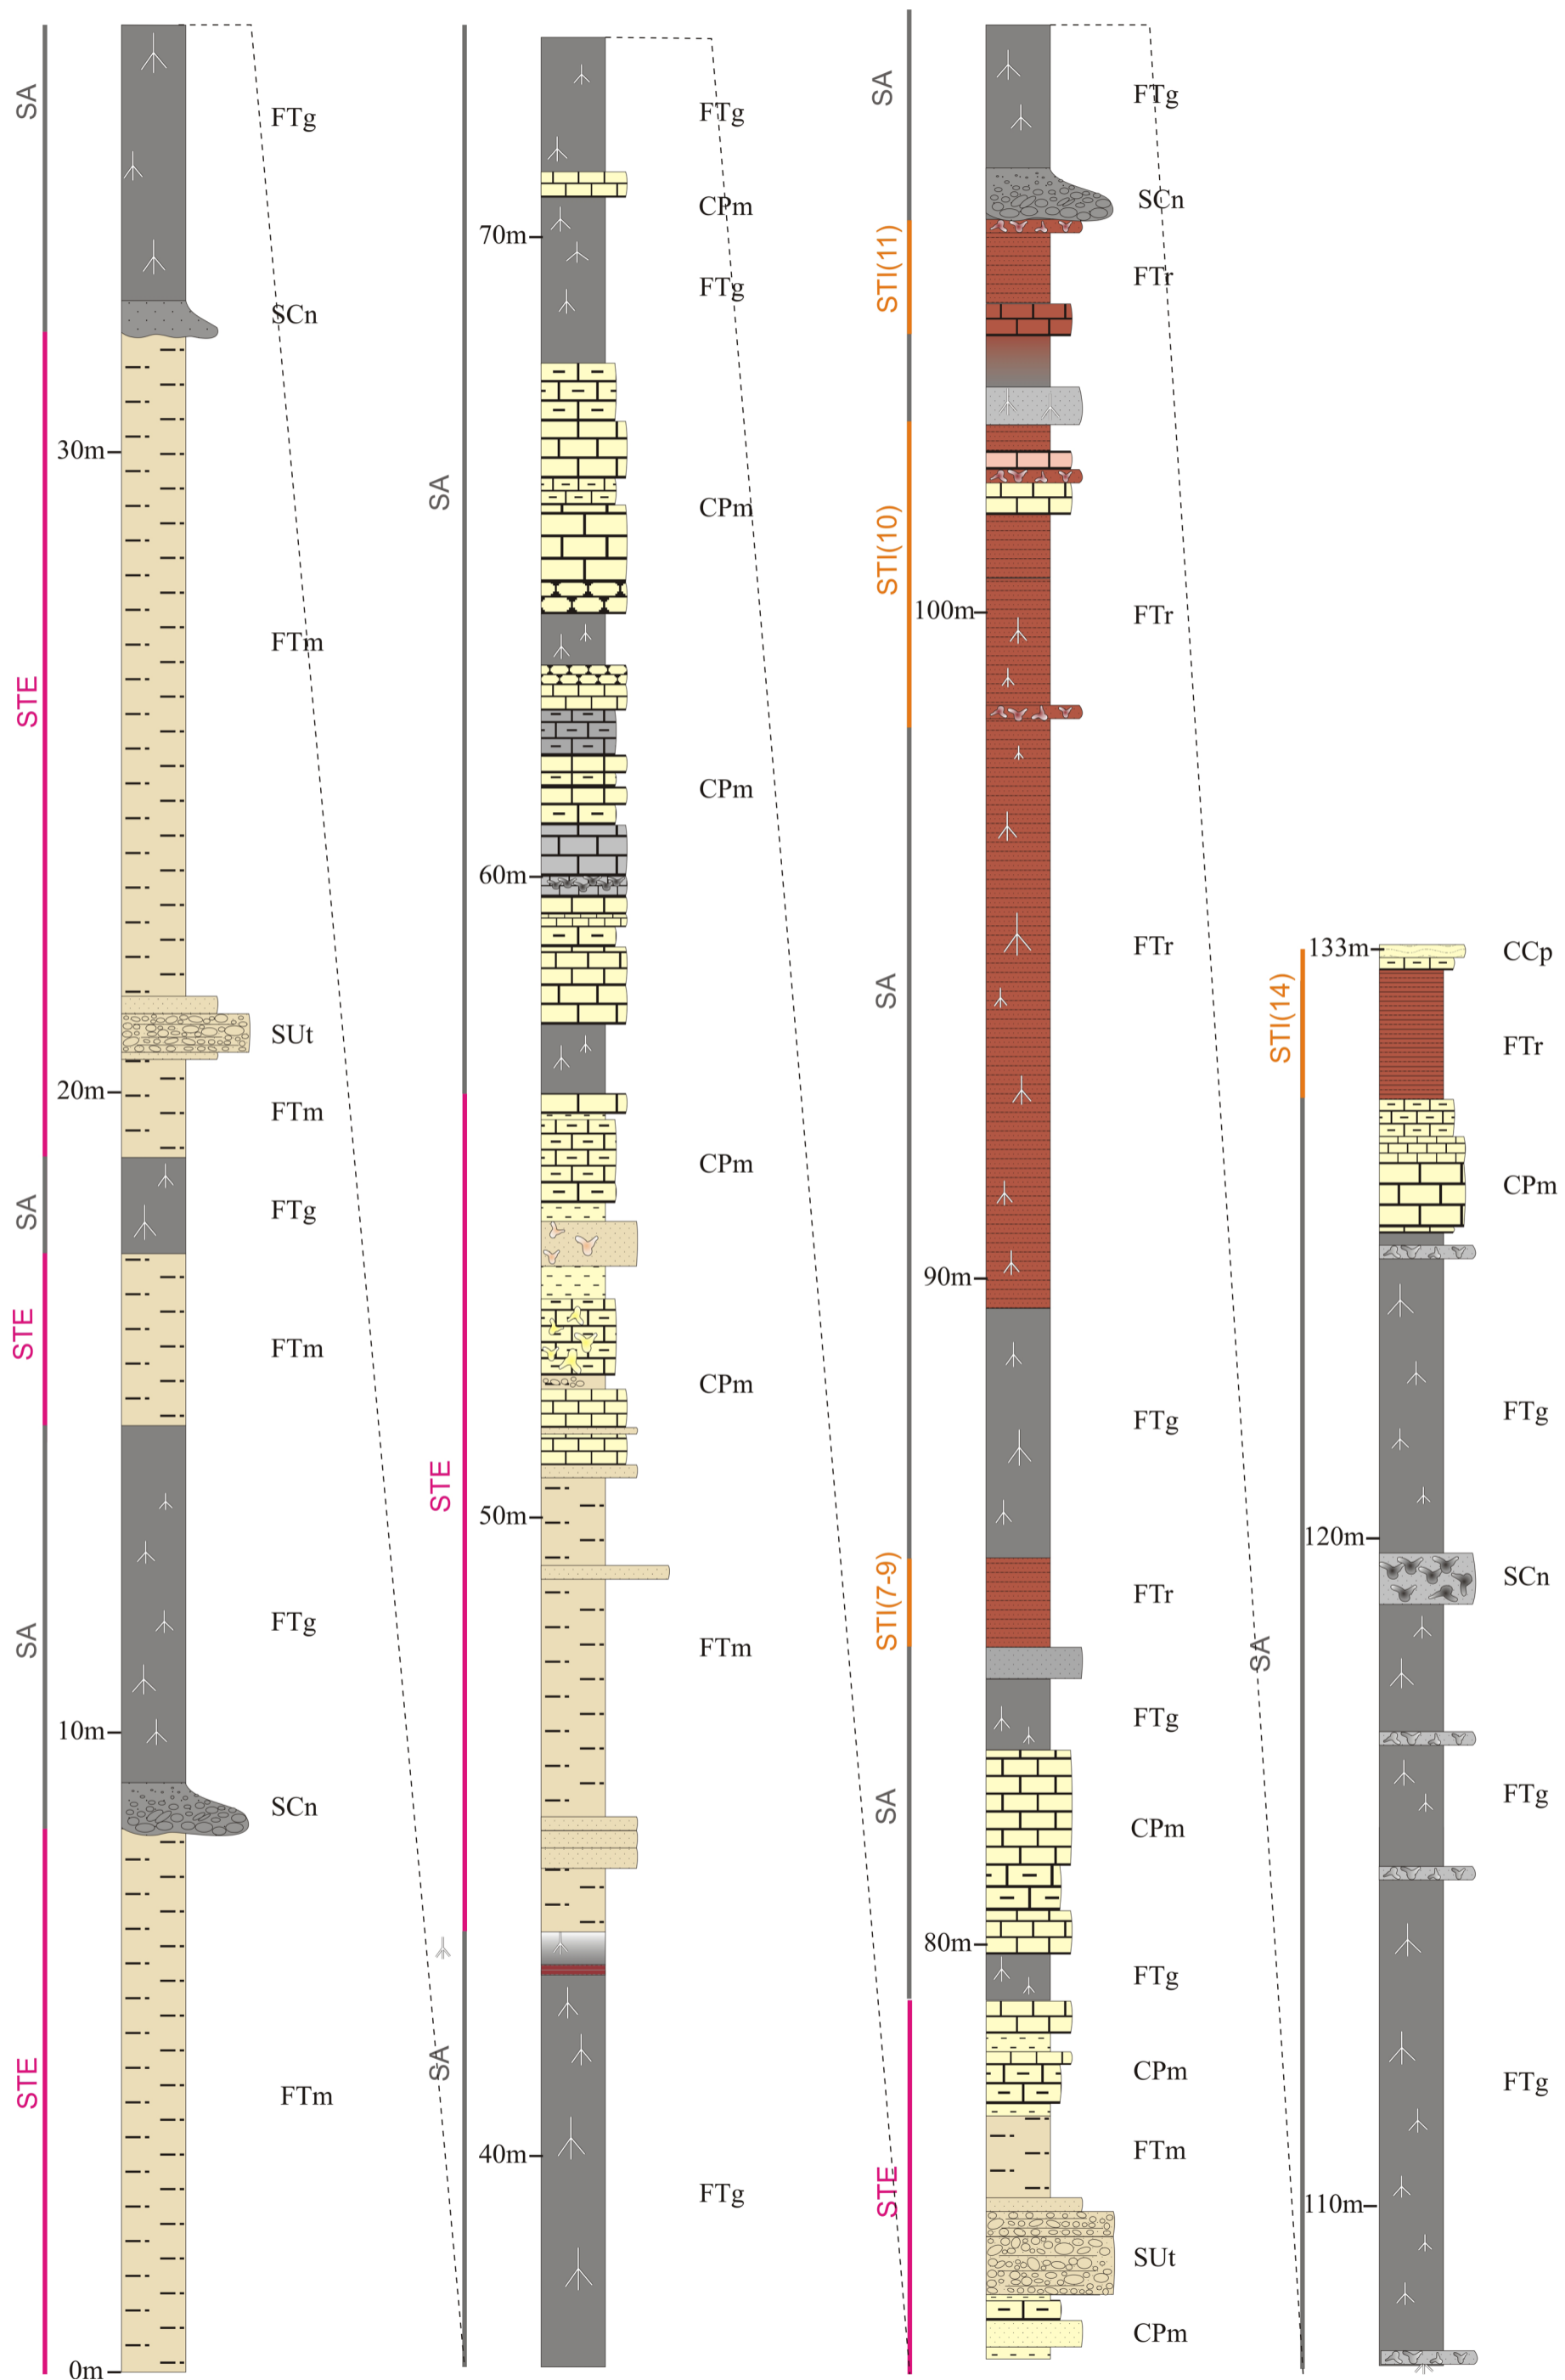 SA
FTg
SCn
30m
STE
FTm
SUt
20m
FTm
SA
FTg
STE
FTm
SA
FTg
10m
SCn
STE
FTm
0m
FTg
CPm
70m
FTg
SA
CPm
CPm
60m
CPm
CPm
STE
50m
FTm
SA
40m
FTg
SA
FTg
SCn
STI(11)
FTr
STI(10)
100m
FTr
SA
FTr
90m
FTg
STI(7-9)
FTr
FTg
SA
CPm
80m
FTg
CPm
FTm
STE
SUt
CPm
133m
CCp
STI(14)
FTr
CPm
FTg
120m
SCn
SA
FTg
FTg
110m